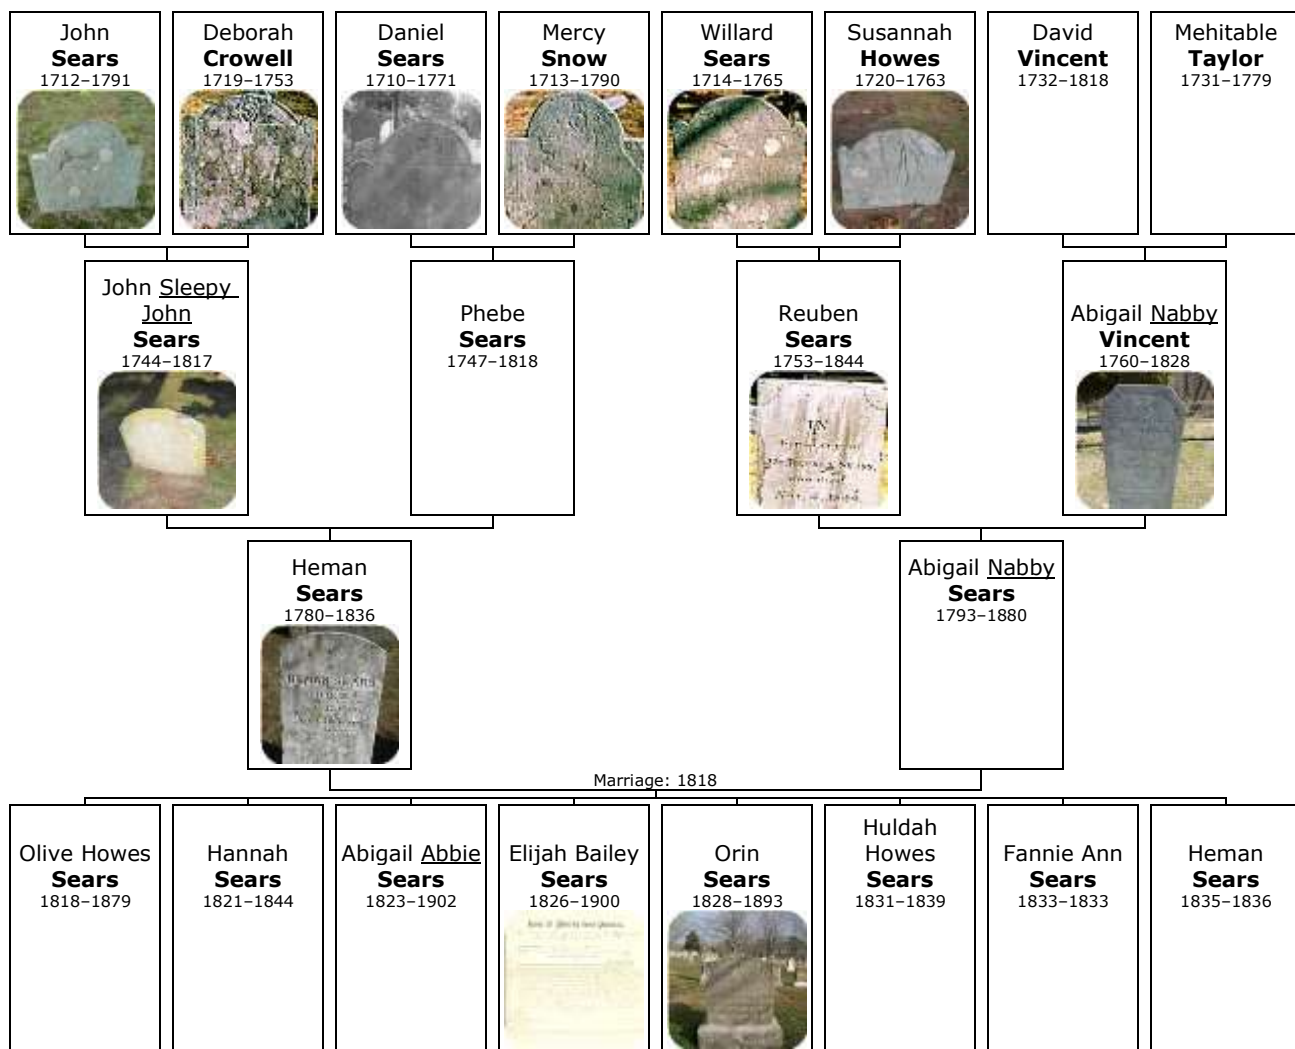 John
Sears
1712–1791
Deborah
Crowell
1719–1753
Daniel
Sears
1710–1771
Mercy
Snow
1713–1790
Willard
Sears
1714–1765
Susannah
Howes
1720–1763
David
Vincent
1732–1818
Mehitable
Taylor
1731–1779
John Sleepy
John
Sears
1744–1817
Phebe
Sears
1747–1818
Reuben
Sears
1753–1844
IN
Abigail Nabby
Vincent
1760–1828
Heman
Sears
1780–1836
HEMAN SEARS
Abigail Nabby
Sears
1793–1880
Marriage: 1818
Olive Howes
Sears
1818–1879
Hannah
Sears
1821–1844
Abigail Abbie
Sears
1823–1902
Elijah Bailey
Sears
1826–1900
Orin
Sears
1828–1893
Huldah
Howes
Sears
1831–1839
Fannie Ann
Sears
1833–1833
Heman
Sears
1835–1836